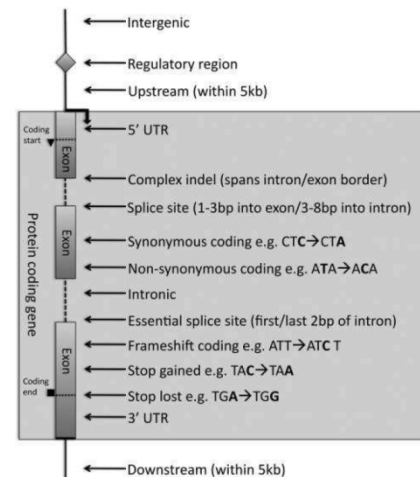 Intergenic
Regulatory region
Upstream (within 5kb)
Coding
start
5' UTR
Exon
Complex indel (spans intron/exon border)
Splice site (1-3bp into exon/3-8bp into intron)
Protein coding gene
Exon
Synonymous coding e.g. CTC→CTA
Non-synonymous coding e.g. ATA→ACA
Intronic
Essential splice site (first/last 2bp of intron)
Exon
Frameshift coding e.g. ATT→ATC T
Stop gained e.g. TAC→TAA
Coding
end
Stop lost e.g. TGA→TGG
3' UTR
Downstream (within 5kb)